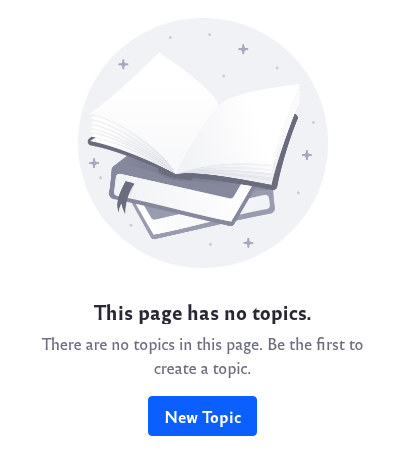 This page has no topics.
There are no topics in this page. Be the first to
create a topic.
New Topic